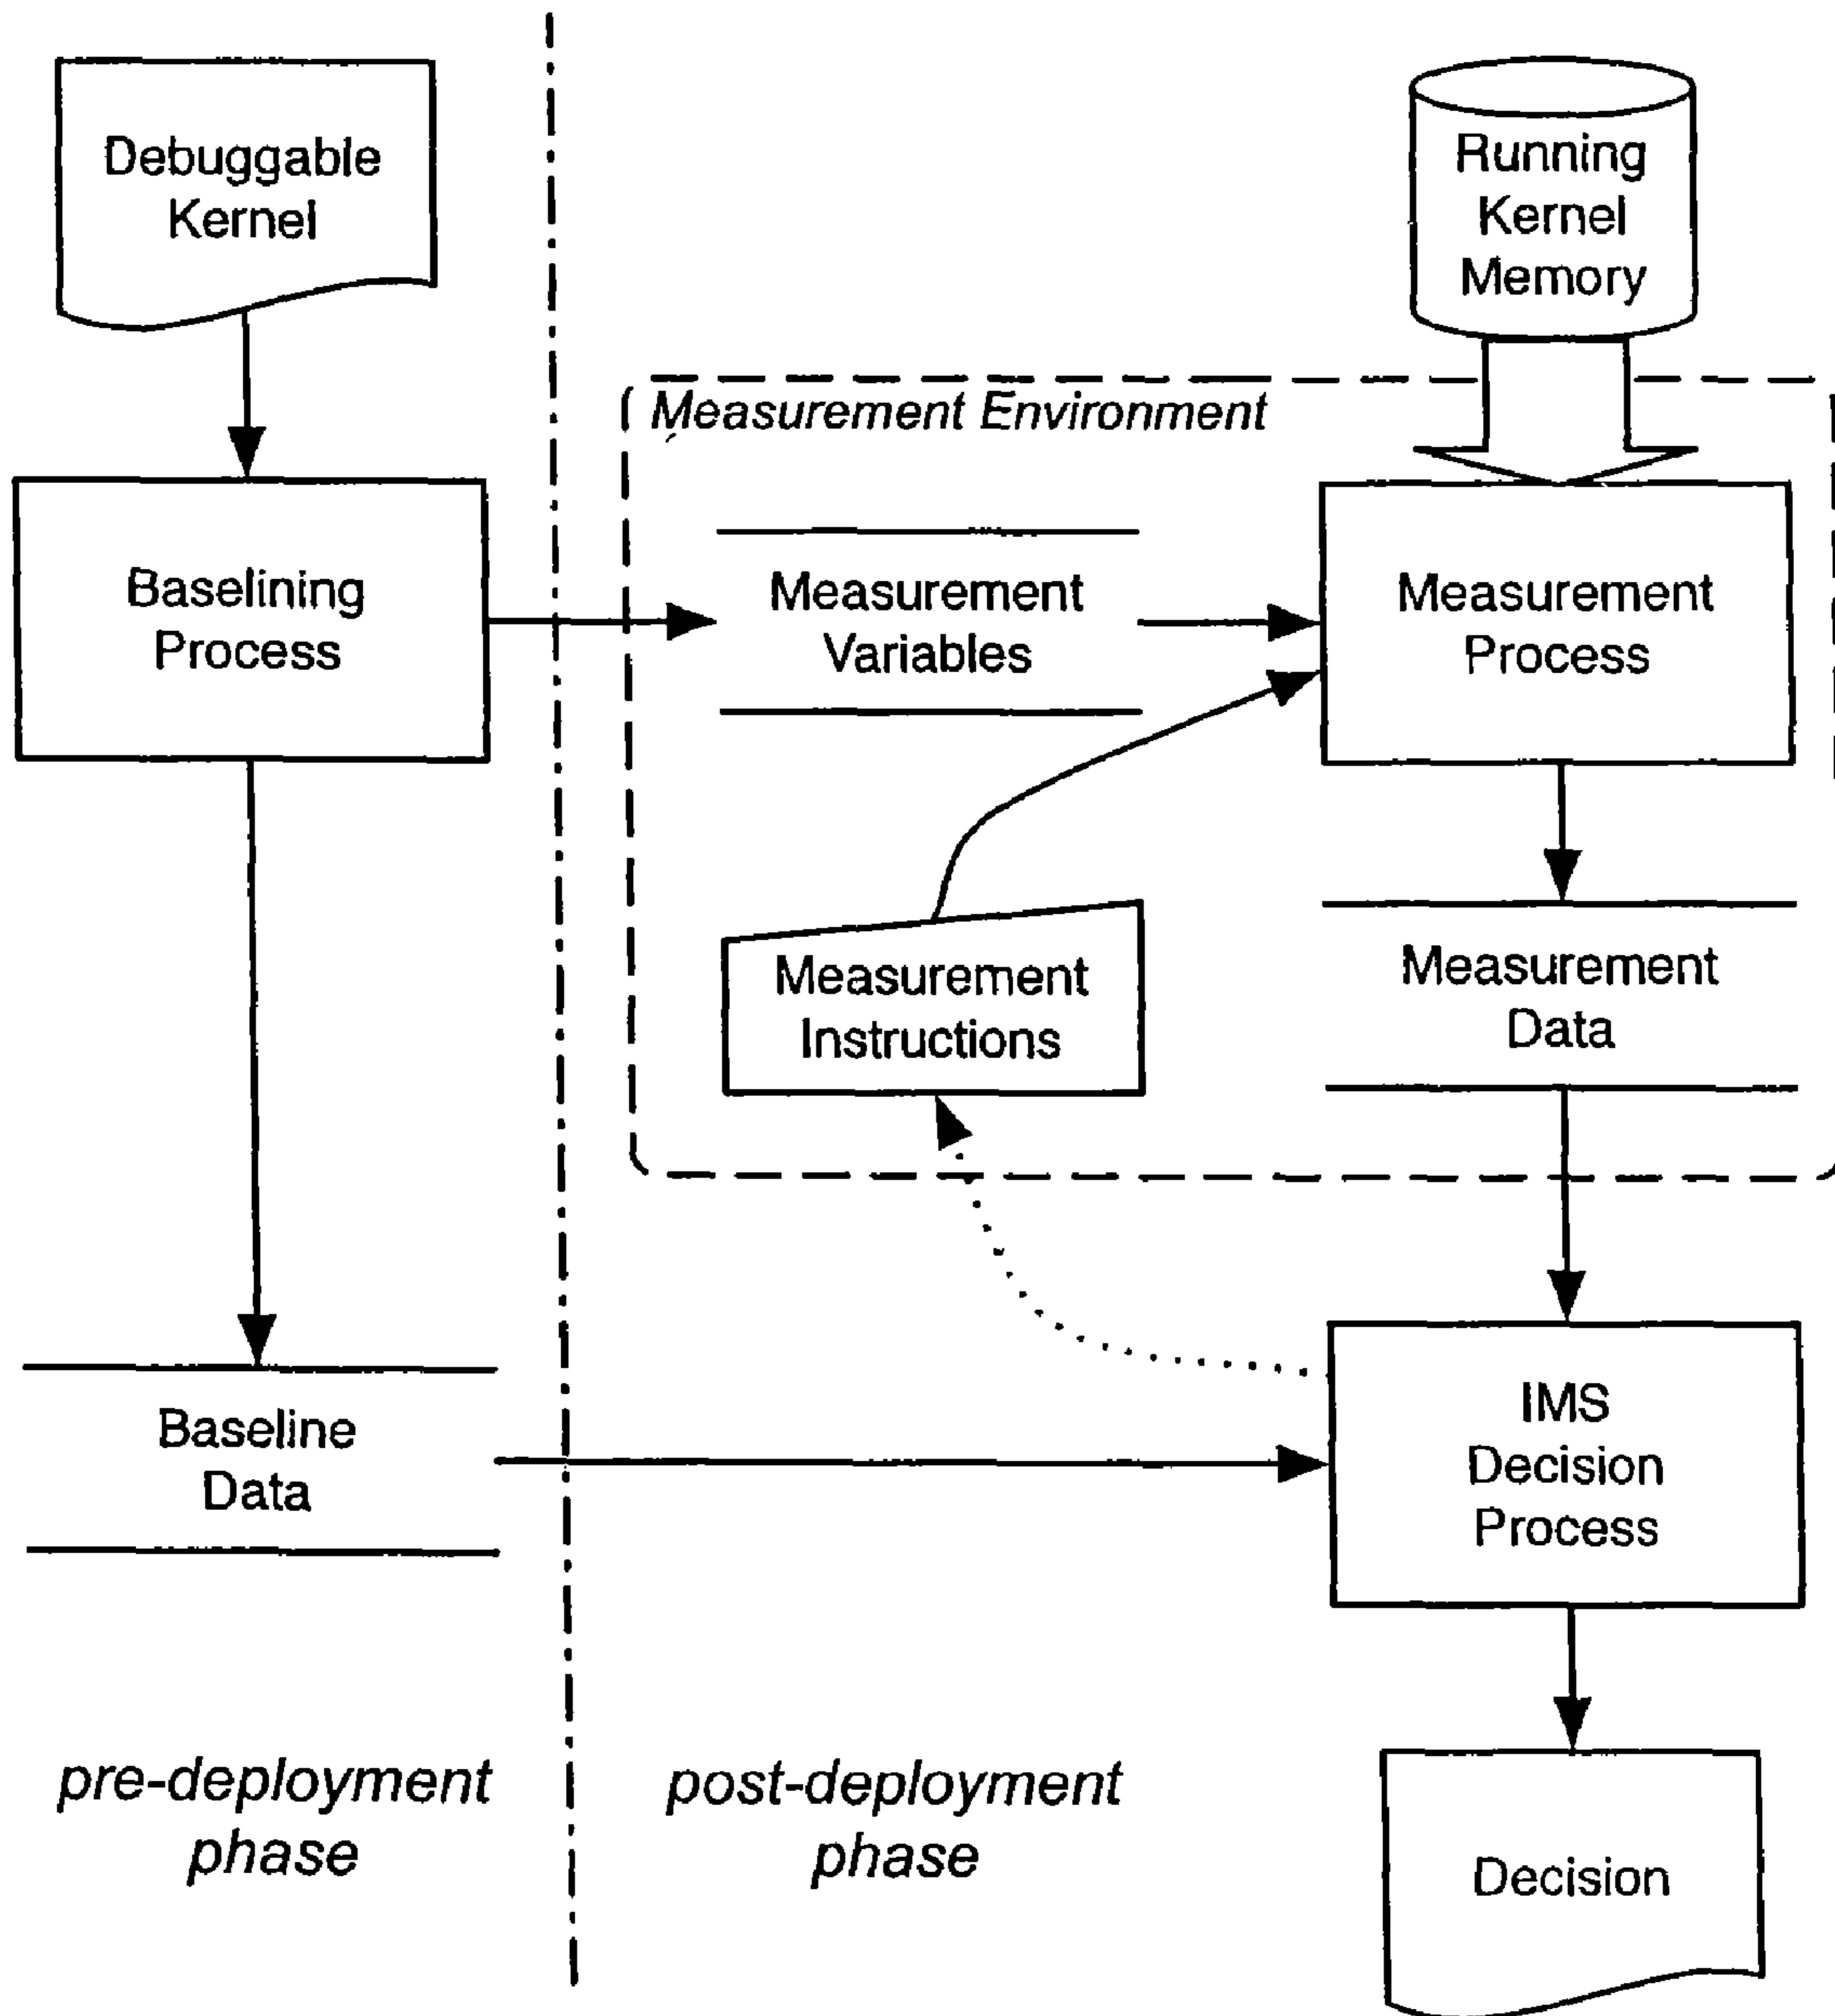 Debuggable
Kernel
Running
Kernel
Memory
Measurement Environment
Baselining
Process
Measurement
Variables
Measurement
Process
Measurement
Instructions
Measurement
Data
Baseline
Data
IMS
Decision
Process
pre-deployment
phase
post-deployment
phase
Decision